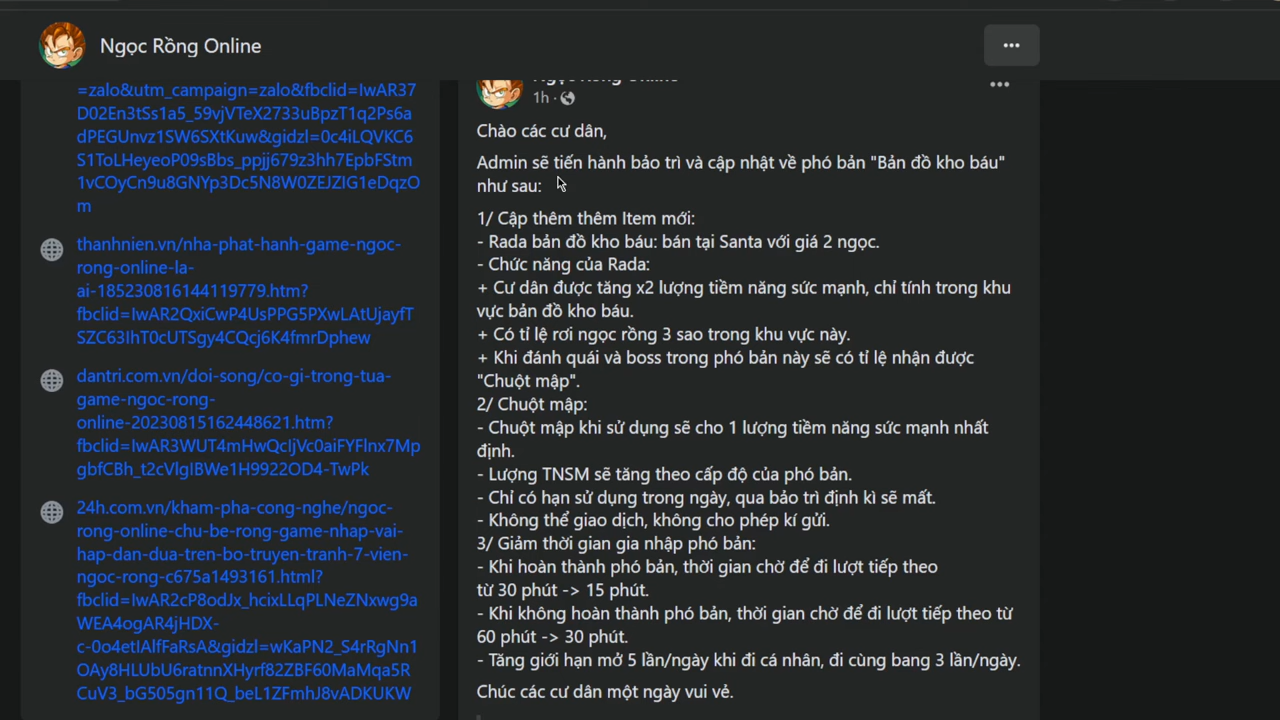 Ngọc Rồng Online
=zalo&utm_campaign=zalo&fbclid=IwAR37
D02En3tSs1a5_59vjVTeX2733uBpzT1q2Ps6a
dPEGUnvz1SW6SXtKuw&gidzl=0c4iLQVKC6
S1ToLHeyeoP09sBbs_ppjj679z3hh7EpbFStm
1vCOyCn9u8GNYp3Dc5N8W0ZEJZIG1eDqzO
m
thanhnien.vn/nha-phat-hanh-game-ngoc-
rong-online-la-
ai-185230816144119779.htm?
fbclid=IwAR2QxiCwP4UsPPG5PXwLAtUjayfT
SZC63IhT0cUTSgy4CQcj6K4fmrDphew
dantri.com.vn/doi-song/co-gi-trong-tua-
game-ngoc-rong-
online-20230815162448621.htm?
fbclid=IwAR3WUT4mHwQcIjVc0aiFYFlnx7Mp
gbfCBh_t2cVlgIBWe1H9922OD4-TwPk
24h.com.vn/kham-pha-cong-nghe/ngoc-
rong-online-chu-be-rong-game-nhap-vai-
hap-dan-dua-tren-bo-truyen-tranh-7-vien-
ngoc-rong-c675a1493161.html?
fbclid=IwAR2cP8odJx_hcixLLqPLNeZNxwg9a
WEA4ogAR4jHDX-
c-0o4etIAlfFaRsA&gidzl=wKaPN2_S4rRgNn1
OAy8HLUbU6ratnnXHyrf82ZBF60MaMqa5R
CuV3_bG505gn11Q_beL1ZFmhJ8vADKUKW
Ngọc Rồng Online
1h ·
Chào các cư dân,
Admin sẽ tiến hành bảo trì và cập nhật về phó bản "Bản đồ kho báu"
như sau:
1/ Cập thêm thêm Item mới:
- Rada bản đồ kho báu: bán tại Santa với giá 2 ngọc.
- Chức năng của Rada:
+ Cư dân được tăng x2 lượng tiềm năng sức mạnh, chỉ tính trong khu
vực bản đồ kho báu.
+ Có tỉ lệ rơi ngọc rồng 3 sao trong khu vực này.
+ Khi đánh quái và boss trong phó bản này sẽ có tỉ lệ nhận được
"Chuột mập".
2/ Chuột mập:
- Chuột mập khi sử dụng sẽ cho 1 lượng tiềm năng sức mạnh nhất
định.
- Lượng TNSM sẽ tăng theo cấp độ của phó bản.
- Chỉ có hạn sử dụng trong ngày, qua bảo trì định kì sẽ mất.
- Không thể giao dịch, không cho phép kí gửi.
3/ Giảm thời gian gia nhập phó bản:
- Khi hoàn thành phó bản, thời gian chờ để đi lượt tiếp theo
từ 30 phút -> 15 phút.
- Khi không hoàn thành phó bản, thời gian chờ để đi lượt tiếp theo từ
60 phút -> 30 phút.
- Tăng giới hạn mở 5 lần/ngày khi đi cá nhân, đi cùng bang 3 lần/ngày.
Chúc các cư dân một ngày vui vẻ.